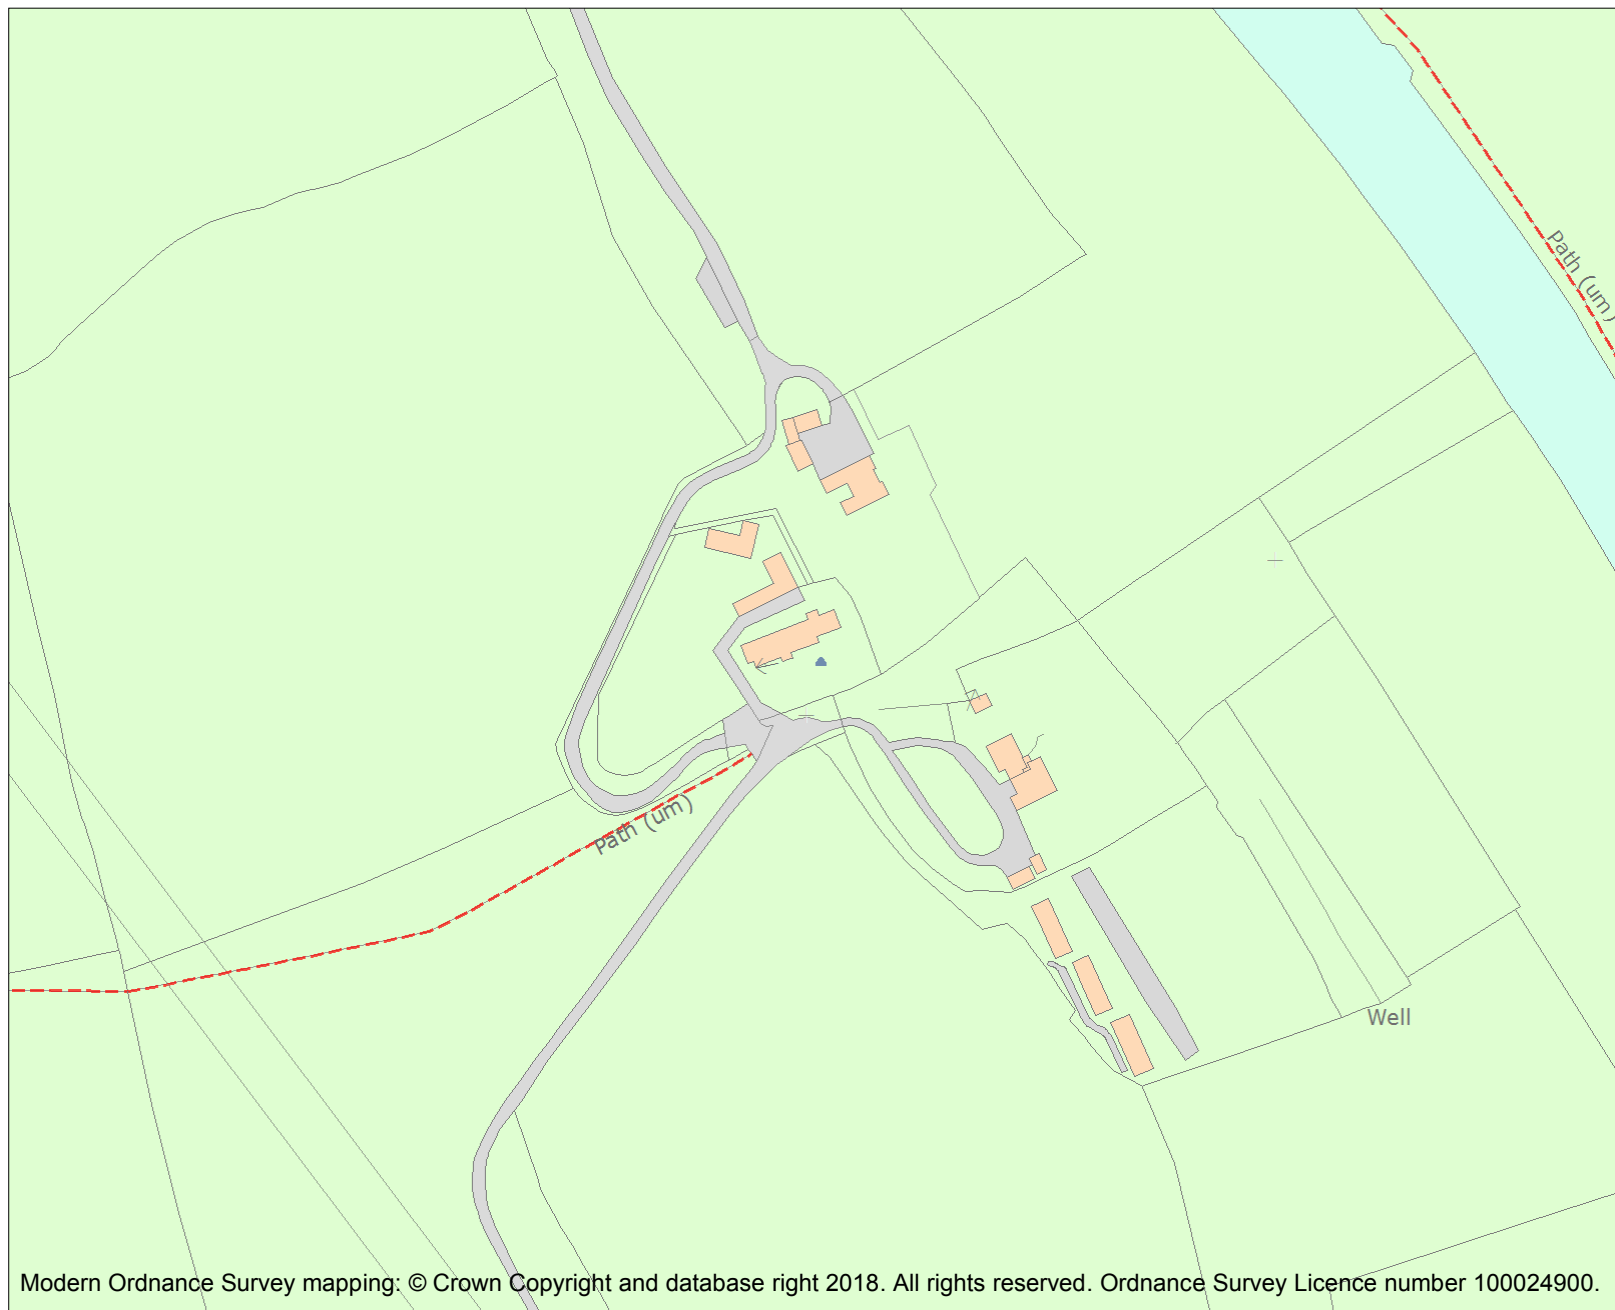 Path (um)
Path (um)
Well
Modern Ordnance Survey mapping: © Crown Copyright and database right 2018. All rights reserved. Ordnance Survey Licence number 100024900.